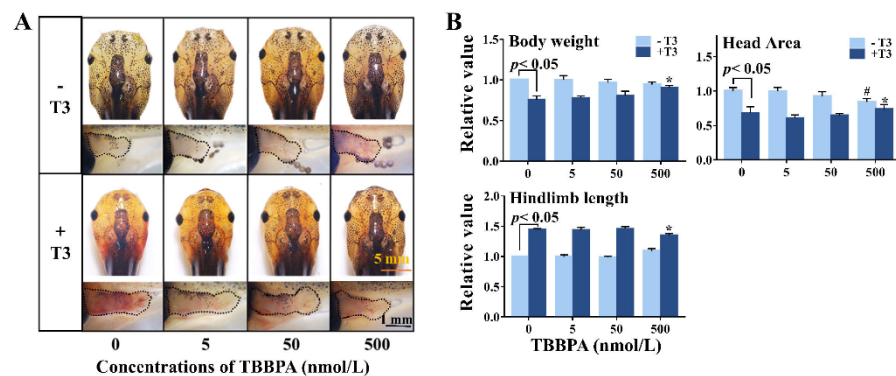 A
-
T3
+
T3
5 mm
1 mm
0 5 50 500
Concentrations of TBBPA (nmol/L)
B
Body weight
- T3
+T3
p< 0.05
*
Relative value
1.5
1.0
0.5
0.0
0 5 50 500
Head Area
- T3
+T3
p< 0.05
#
*
1.5
1.0
0.5
0
0 5 50 500
Hindlimb length
p< 0.05
*
Relative value
2.0
1.5
1.0
0.5
0.0
0 5 50 500
TBBPA (nmol/L)